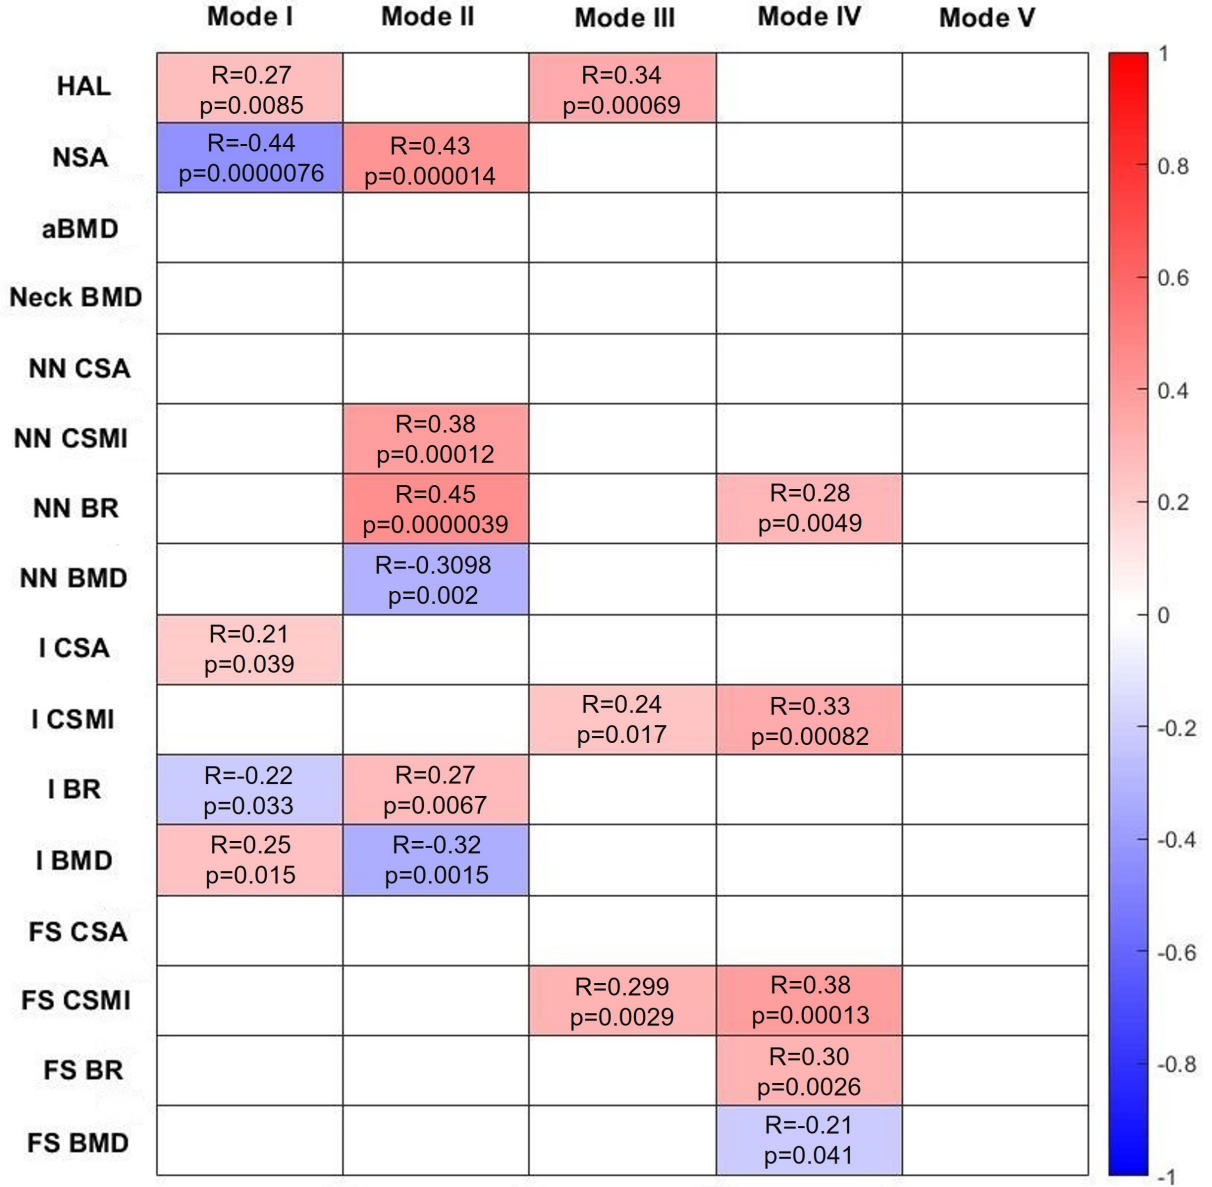 Mode I Mode II Mode III Mode IV Mode V
HAL
R=0.27
p=0.0085
R=0.34
p=0.00069
NSA
R=-0.44
p=0.0000076
R=0.43
p=0.000014
aBMD
Neck BMD
NN CSA
NN CSMI
R=0.38
p=0.00012
NN BR
R=0.45
p=0.0000039
R=0.28
p=0.0049
NN BMD
R=-0.3098
p=0.002
I CSA
R=0.21
p=0.039
I CSMI
R=0.24
p=0.017
R=0.33
p=0.00082
I BR
R=-0.22
p=0.033
R=0.27
p=0.0067
I BMD
R=0.25
p=0.015
R=-0.32
p=0.0015
FS CSA
FS CSMI
R=0.299
p=0.0029
R=0.38
p=0.00013
FS BR
R=0.30
p=0.0026
FS BMD
R=-0.21
p=0.041
1
0.8
0.6
0.4
0.2
0
-0.2
-0.4
-0.6
-0.8
-1